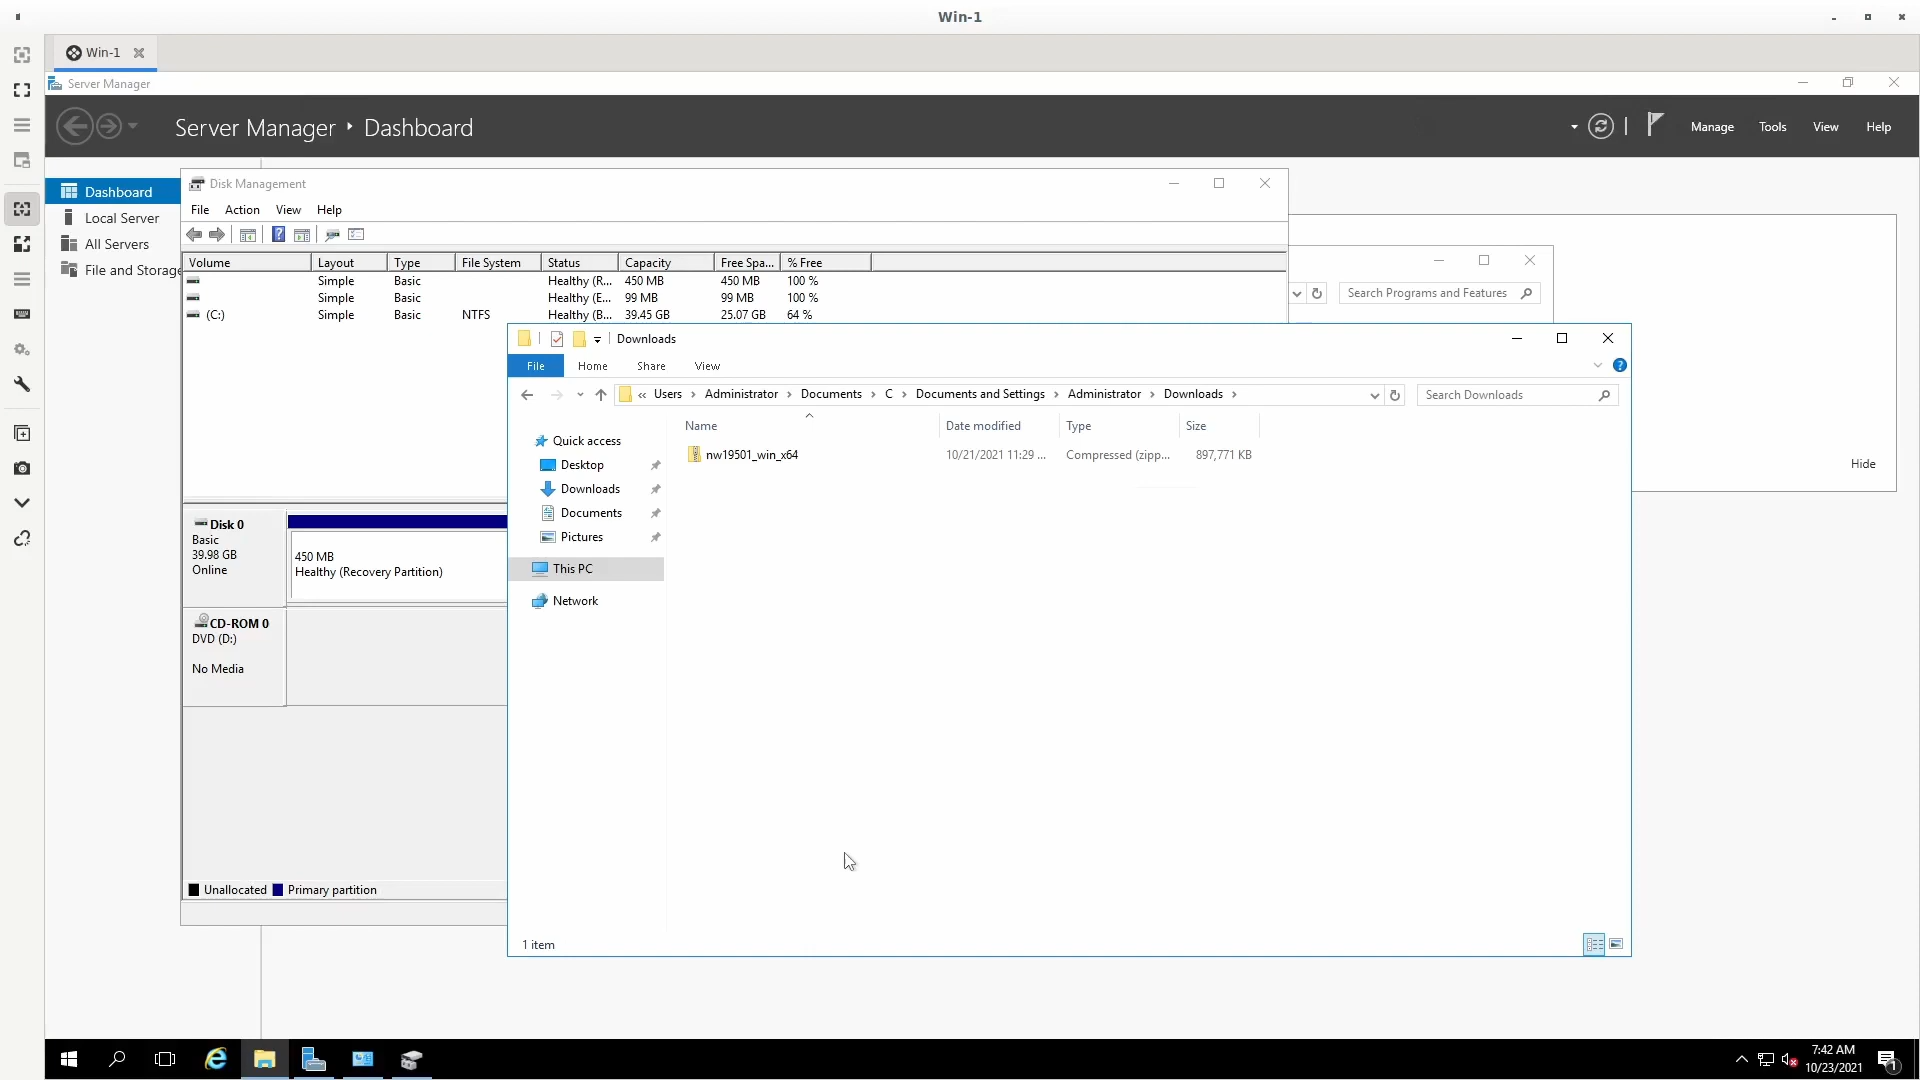 Win-1
Win-1
Server Manager
Server Manager ‣ Dashboard
Manage Tools View Help
Dashboard
Local Server
All Servers
File and Storage
Disk Management
File Action View Help
Volume Layout Type File System Status Capacity Free Spa... % Free
Simple Basic Healthy (R... 450 MB 450 MB 100 %
Simple Basic Healthy (E... 99 MB 99 MB 100 %
(C:) Simple Basic NTFS Healthy (B... 39.45 GB 25.07 GB 64 %
Search Programs and Features
Downloads
File Home Share View
« Users › Administrator › Documents › C › Documents and Settings › Administrator › Downloads ›
Search Downloads
Name Date modified Type Size
nw19501_win_x64 10/21/2021 11:29 ... Compressed (zipp... 897,771 KB
Quick access
Desktop
Downloads
Documents
Pictures
This PC
Network
1 item
Hide
Disk 0
Basic
39.98 GB
Online
450 MB
Healthy (Recovery Partition)
CD-ROM 0
DVD (D:)
No Media
Unallocated Primary partition
7:42 AM
10/23/2021
1